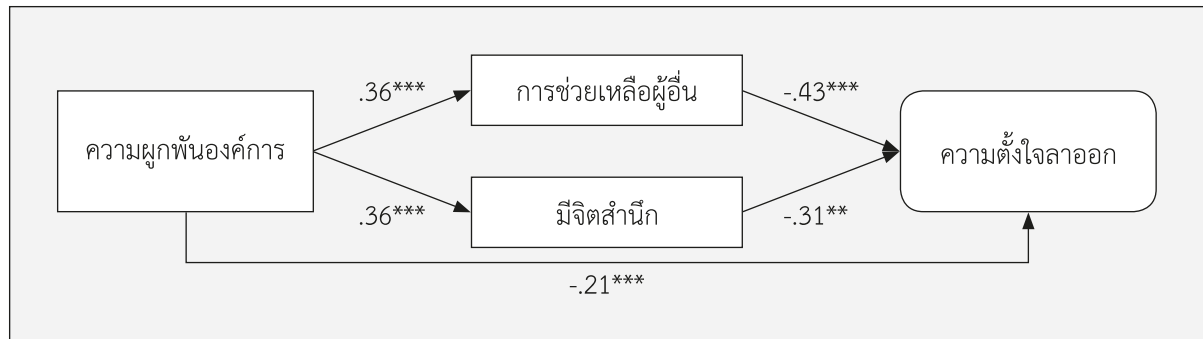 การช่วยเหลือผู้อื่น
.36***
-.43***
ความผูกพันองค์การ
ความตั้งใจลาออก
.36***
มีจิตสำนึก
-.31**
-.21***